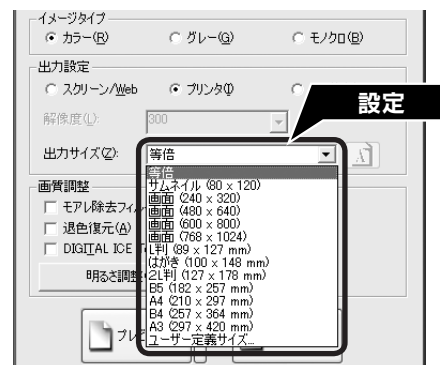 イメージタイプ
カラー(R) グレー(G) モノクロ(B)
出力設定
スクリーン/Web プリンタ(I)
解像度(L): 300
設定
出力サイズ(Z): 等倍
等倍
サムネイル (80 x 120)
画面 (240 x 320)
画面 (480 x 640)
画面 (600 x 800)
画面 (768 x 1024)
L判 (89 x 127 mm)
はがき (100 x 148 mm)
2L判 (127 x 178 mm)
B5 (182 x 257 mm)
A4 (210 x 297 mm)
B4 (257 x 364 mm)
A3 (297 x 420 mm)
ユーザー定義サイズ...
画質調整
モアレ除去フィル
退色復元(A)
DIGITAL ICE
明るさ調整
プレ